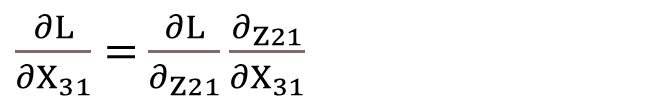 ∂L/∂X₃₁ = ∂L/∂Z21 ∂Z21/∂X₃₁